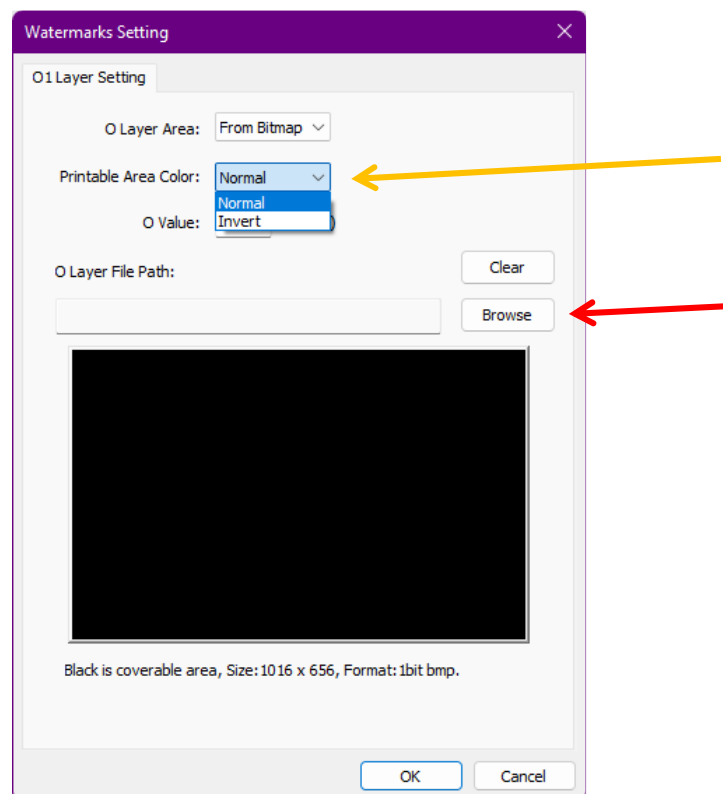 Watermarks Setting
O1 Layer Setting
O Layer Area: From Bitmap
Printable Area Color: Normal
Normal
O Value: Invert )
O Layer File Path: Clear
Browse
Black is coverable area, Size:1016 x 656, Format:1bit bmp.
OK Cancel